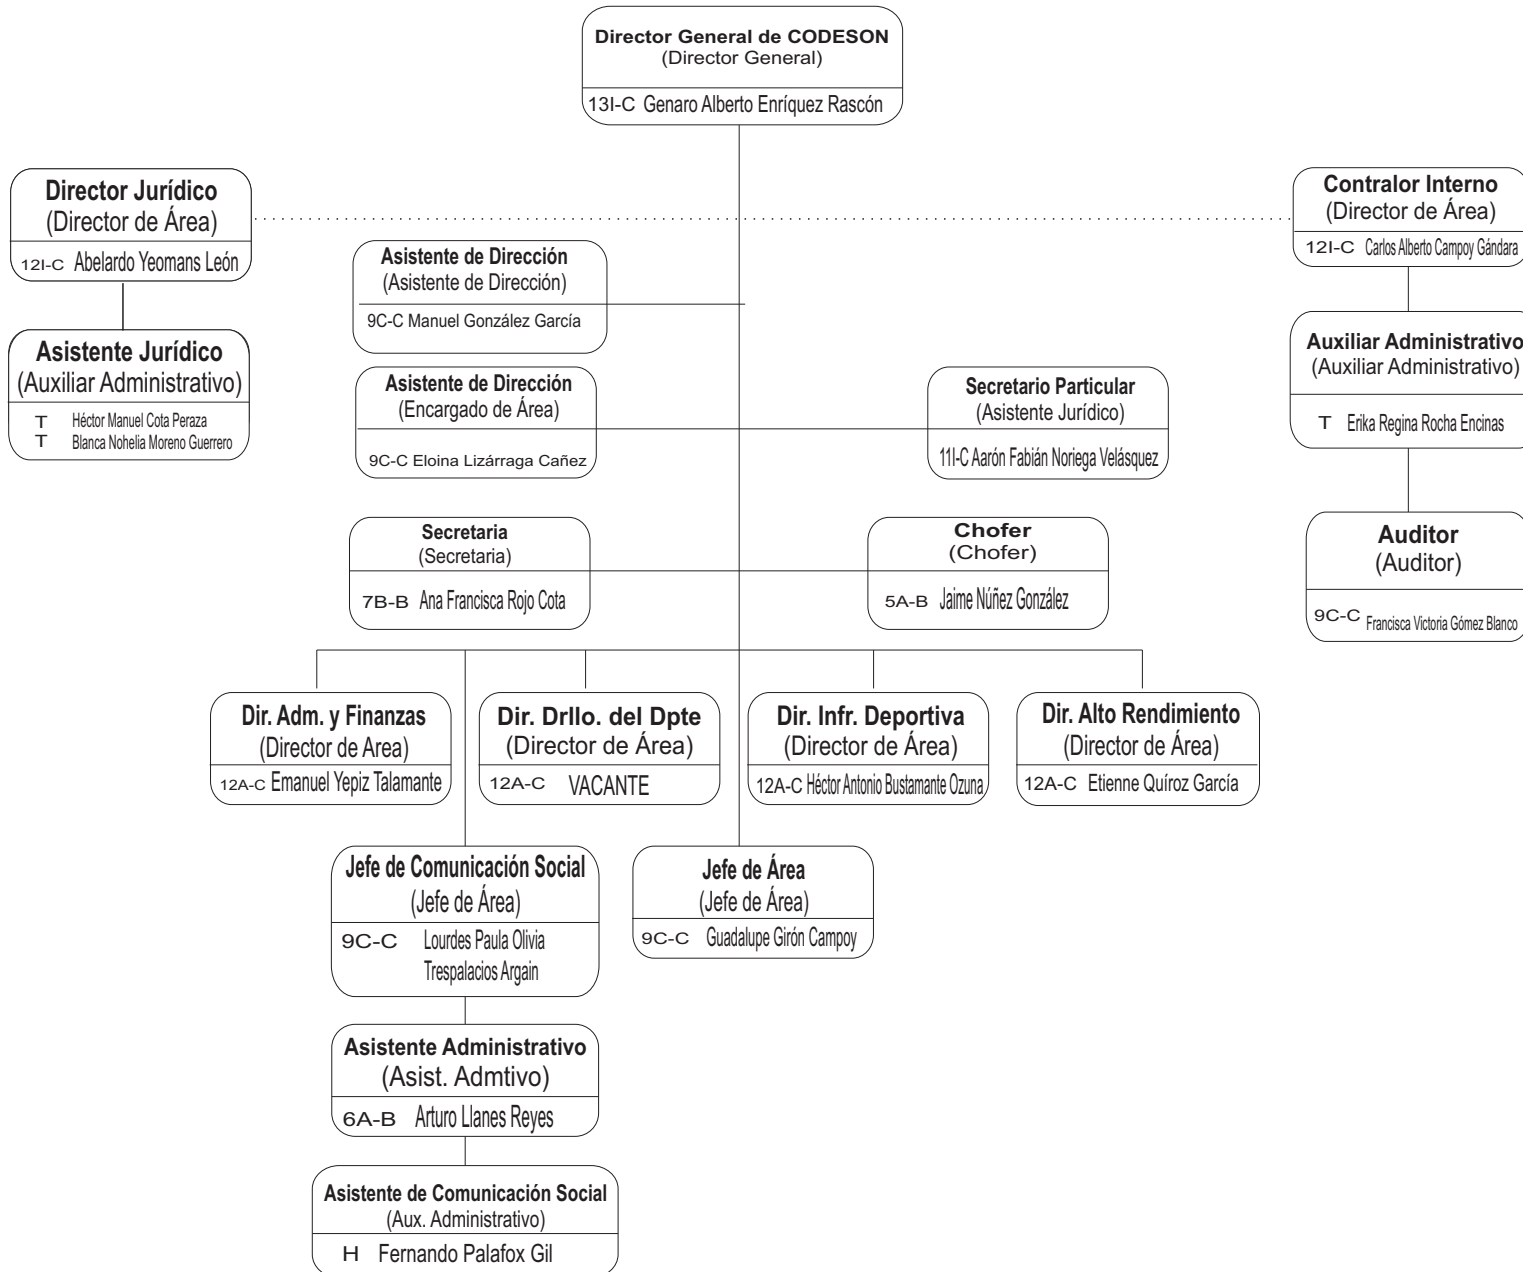 Director General de CODESON
(Director General)
13I-C Genaro Alberto Enríquez Rascón
Director Jurídico
(Director de Área)
12I-C Abelardo Yeomans León
Contralor Interno
(Director de Área)
12I-C Carlos Alberto Campoy Gándara
Asistente de Dirección
(Asistente de Dirección)
9C-C Manuel González García
Asistente Jurídico
(Auxiliar Administrativo)
T Héctor Manuel Cota Peraza
T Blanca Nohelia Moreno Guerrero
Auxiliar Administrativo
(Auxiliar Administrativo)
T Erika Regina Rocha Encinas
Asistente de Dirección
(Encargado de Área)
9C-C Eloina Lizárraga Cañez
Secretario Particular
(Asistente Jurídico)
11I-C Aarón Fabián Noriega Velásquez
Secretaria
(Secretaria)
7B-B Ana Francisca Rojo Cota
Chofer
(Chofer)
5A-B Jaime Núñez González
Auditor
(Auditor)
9C-C Francisca Victoria Gómez Blanco
Dir. Adm. y Finanzas
(Director de Area)
12A-C Emanuel Yepiz Talamante
Dir. Drllo. del Dpte
(Director de Área)
12A-C VACANTE
Dir. Infr. Deportiva
(Director de Área)
12A-C Héctor Antonio Bustamante Ozuna
Dir. Alto Rendimiento
(Director de Área)
12A-C Etienne Quíroz García
Jefe de Comunicación Social
(Jefe de Área)
9C-C Lourdes Paula Olivia
Trespalacios Argain
Jefe de Área
(Jefe de Área)
9C-C Guadalupe Girón Campoy
Asistente Administrativo
(Asist. Admtivo)
6A-B Arturo Llanes Reyes
Asistente de Comunicación Social
(Aux. Administrativo)
H Fernando Palafox Gil